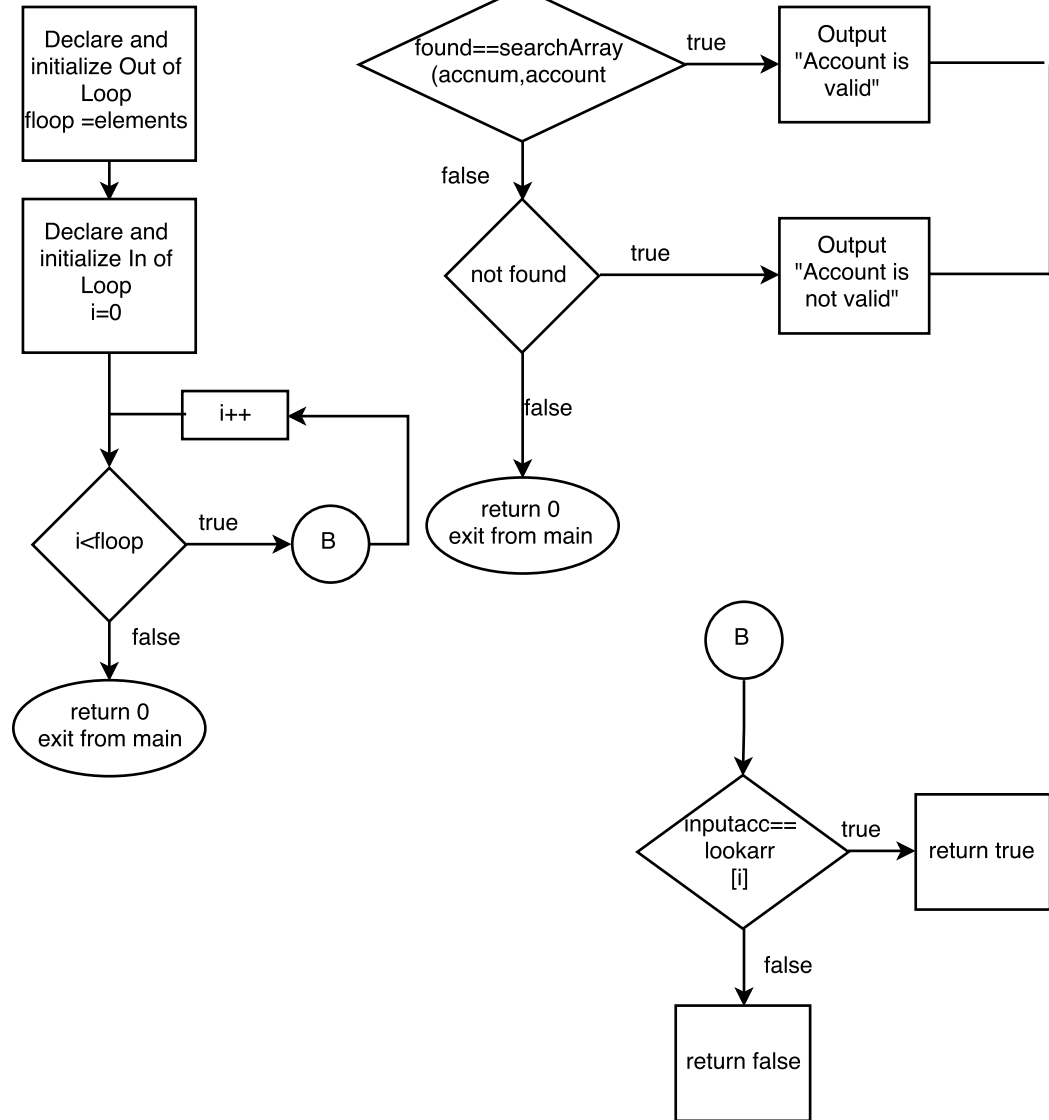 Declare and
initialize Out of
Loop
floop =elements
Declare and
initialize In of
Loop
i=0
i++
i<floop
true
B
false
return 0
exit from main
found==searchArray
(accnum,account
true
Output
"Account is
valid"
false
not found
true
Output
"Account is
not valid"
false
return 0
exit from main
B
inputacc==
lookarr
[i]
true
return true
false
return false